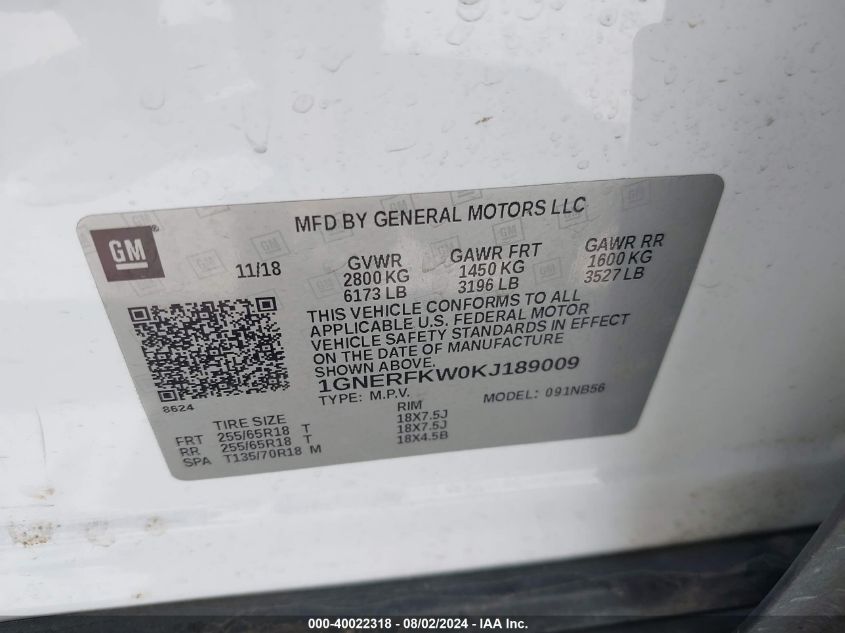 MFD BY GENERAL MOTORS LLC
GM®
11/18
GVWR GAWR FRT GAWR RR
2800 KG 1450 KG 1600 KG
6173 LB 3196 LB 3527 LB
THIS VEHICLE CONFORMS TO ALL
APPLICABLE U.S. FEDERAL MOTOR
VEHICLE SAFETY STANDARDS IN EFFECT
ON THE DATE OF MANUFACTURE
SHOWN ABOVE.
1GNERFKW0KJ189009
TYPE: M.P.V. MODEL: 091NB56
8624
TIRE SIZE RIM
FRT 255/65R18 T 18X7.5J
RR 255/65R18 T 18X7.5J
SPA T135/70R18 M 18X4.5B
000-40022318 - 08/02/2024 - IAA Inc.